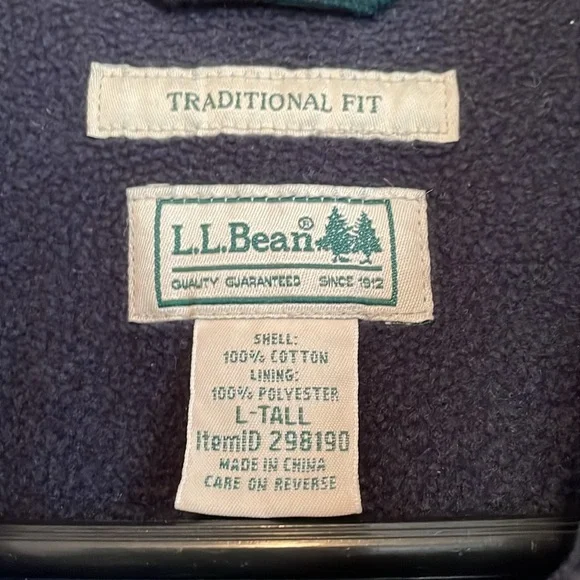 TRADITIONAL FIT
L.L.Bean®
QUALITY GUARANTEED SINCE 1912
SHELL:
100% COTTON
LINING:
100% POLYESTER
L-TALL
ItemID 298190
MADE IN CHINA
CARE ON REVERSE